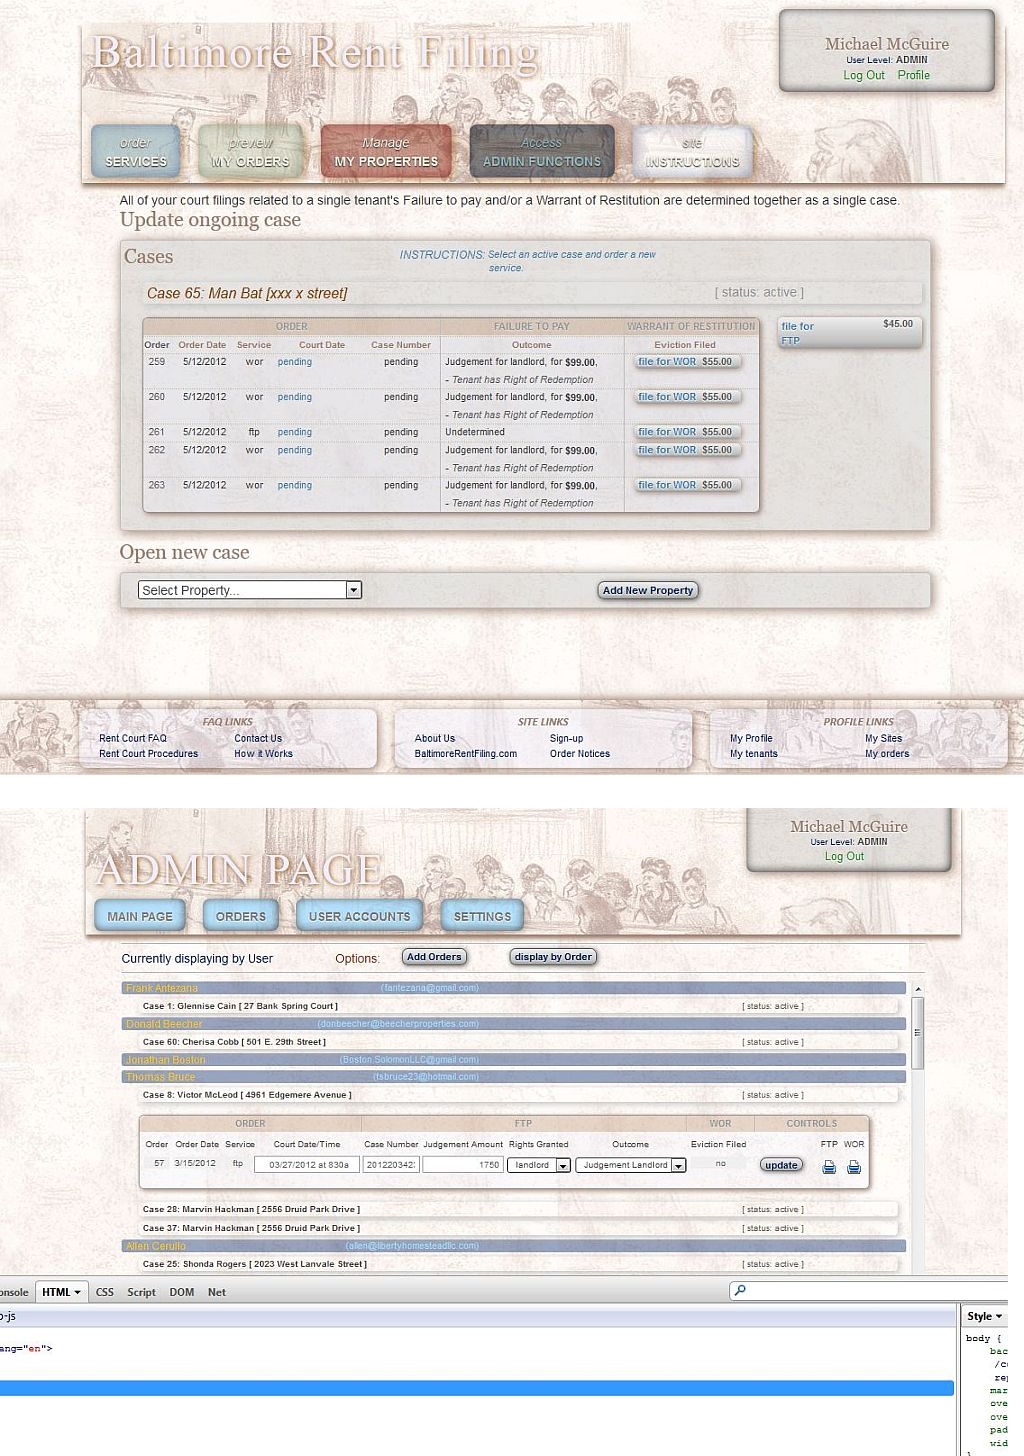 Baltimore Rent Filing
Michael McGuire
User Level: ADMIN
Log Out Profile
order SERVICES
preview MY ORDERS
Manage MY PROPERTIES
Access ADMIN FUNCTIONS
site INSTRUCTIONS
All of your court filings related to a single tenant's Failure to pay and/or a Warrant of Restitution are determined together as a single case.
Update ongoing case
Cases
INSTRUCTIONS: Select an active case and order a new
service.
Case 65: Man Bat [xxx x street] [ status: active ]
ORDER FAILURE TO PAY WARRANT OF RESTITUTION
file for FTP $45.00
Order Order Date Service Court Date Case Number Outcome Eviction Filed
259 5/12/2012 wor pending pending Judgement for landlord, for $99.00, file for WOR $55.00
- Tenant has Right of Redemption
260 5/12/2012 wor pending pending Judgement for landlord, for $99.00, file for WOR $55.00
- Tenant has Right of Redemption
261 5/12/2012 ftp pending pending Undetermined file for WOR $55.00
262 5/12/2012 wor pending pending Judgement for landlord, for $99.00, file for WOR $55.00
- Tenant has Right of Redemption
263 5/12/2012 wor pending pending Judgement for landlord, for $99.00, file for WOR $55.00
- Tenant has Right of Redemption
Open new case
Select Property... Add New Property
FAQ LINKS SITE LINKS PROFILE LINKS
Rent Court FAQ Contact Us About Us Sign-up My Profile My Sites
Rent Court Procedures How it Works BaltimoreRentFiling.com Order Notices My tenants My orders
ADMIN PAGE
Michael McGuire
User Level: ADMIN
Log Out
MAIN PAGE ORDERS USER ACCOUNTS SETTINGS
Currently displaying by User Options: Add Orders display by Order
Frank Antezana (fantezana@gmail.com)
Case 1: Glennise Cain [ 27 Bank Spring Court ] [ status: active ]
Donald Beecher (donbeecher@beecherproperties.com)
Case 60: Cherisa Cobb [ 501 E. 29th Street ] [ status: active ]
Jonathan Boston (Boston.SolomonLLC@gmail.com)
Thomas Bruce (tsbruce23@hotmail.com)
Case 8: Victor McLeod [ 4961 Edgemere Avenue ] [ status: active ]
ORDER FTP WOR CONTROLS
Order Order Date Service Court Date/Time Case Number Judgement Amount Rights Granted Outcome Eviction Filed FTP WOR
57 3/15/2012 ftp 03/27/2012 at 830a 201220342: 1750 landlord Judgement Landlord no update
Case 28: Marvin Hackman [ 2556 Druid Park Drive ] [ status: active ]
Case 37: Marvin Hackman [ 2556 Druid Park Drive ] [ status: active ]
Allen Cerullo (allen@libertyhomesteadllc.com)
Case 25: Shonda Rogers [ 2023 West Lanvale Street ] [ status: active ]
onsole HTML CSS Script DOM Net
o-js Style
ang="en"> body {
bac
/co
rep
mar
ove
ove
pad
wid
}